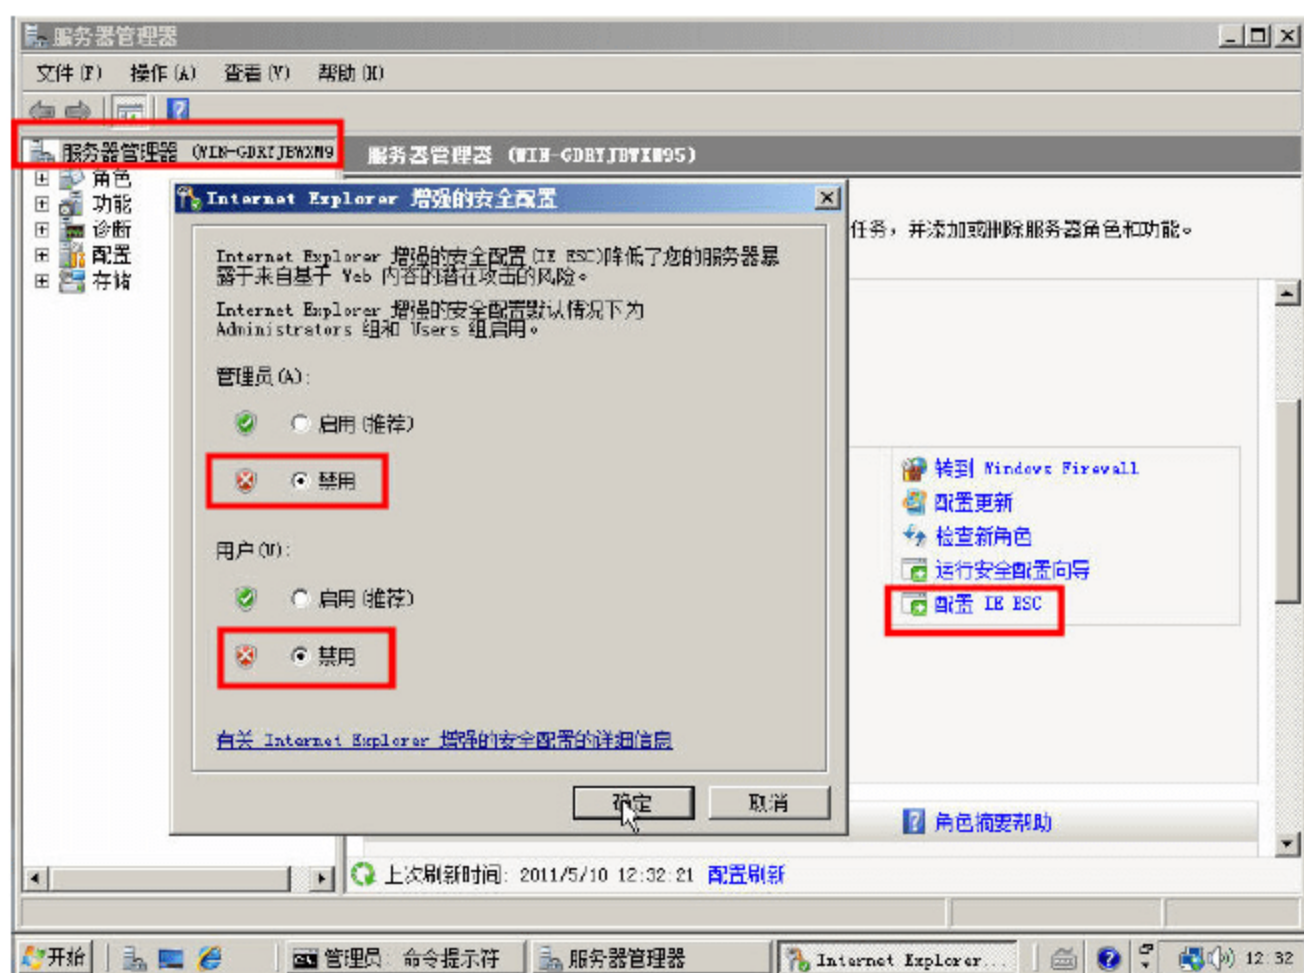 服务器管理器
文件(F) 操作(A) 查看(V) 帮助(H)
服务器管理器 (WIN-GDRYJBWXM9
服务器管理器 (WIN-GDRYJBWXM95)
角色
功能
诊断
配置
存储
任务，并添加或删除服务器角色和功能。
Internet Explorer 增强的安全配置
Internet Explorer 增强的安全配置(IE ESC)降低了您的服务器暴
露于来自基于 Web 内容的潜在攻击的风险。
Internet Explorer 增强的安全配置默认情况下为
Administrators 组和 Users 组启用。
管理员(A):
启用(推荐)
禁用
用户(U):
启用(推荐)
禁用
有关 Internet Explorer 增强的安全配置的详细信息
确定 取消
转到 Windows Firewall
配置更新
检查新角色
运行安全配置向导
配置 IE ESC
角色摘要帮助
上次刷新时间: 2011/5/10 12:32:21 配置刷新
开始 管理员: 命令提示符 服务器管理器 Internet Explorer... 12:32